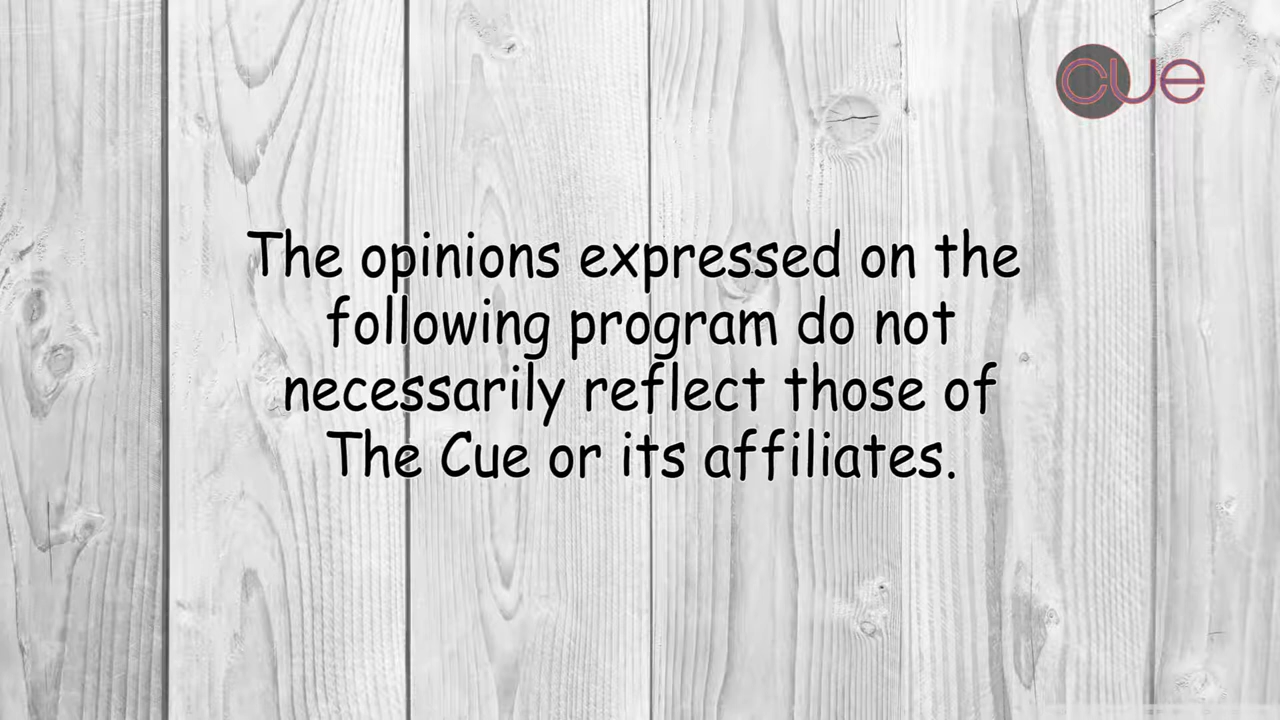 cue
The opinions expressed on the
following program do not
necessarily reflect those of
The Cue or its affiliates.